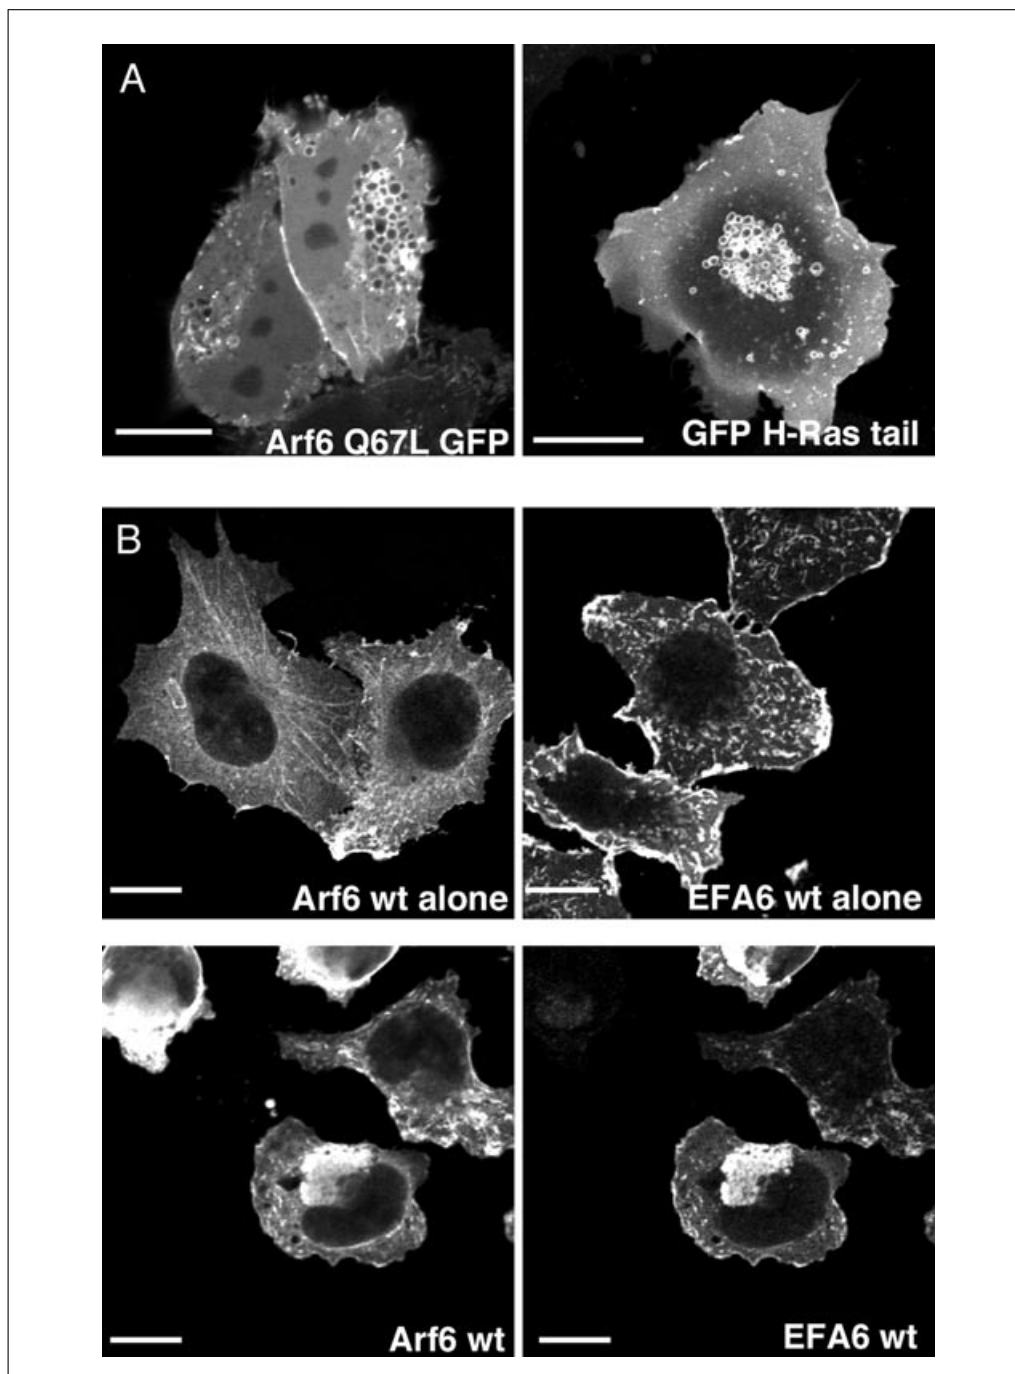 A
Arf6 Q67L GFP
GFP H-Ras tail
B
Arf6 wt alone
EFA6 wt alone
Arf6 wt
EFA6 wt